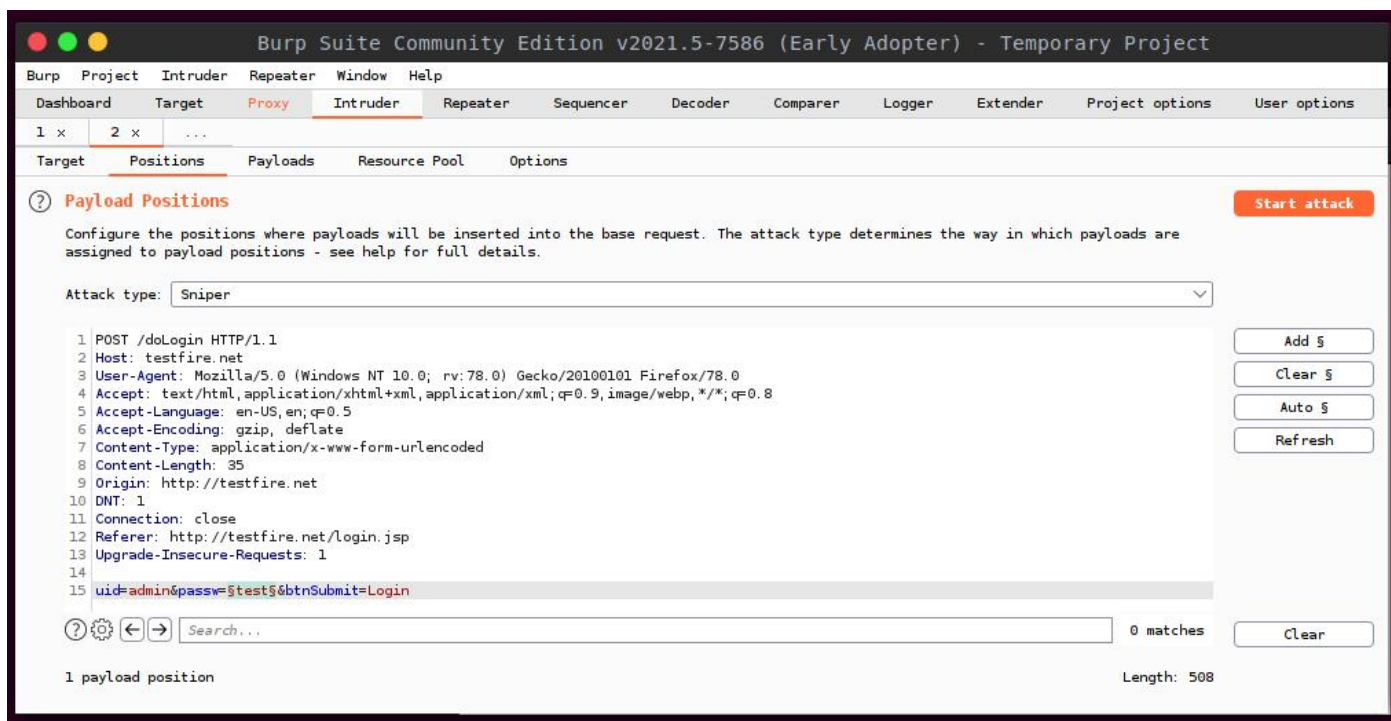 Burp Suite Community Edition v2021.5-7586 (Early Adopter) - Temporary Project
Burp Project Intruder Repeater Window Help
Dashboard Target Proxy Intruder Repeater Sequencer Decoder Comparer Logger Extender Project options User options
1 × 2 × ...
Target Positions Payloads Resource Pool Options
? Payload Positions
Start attack
Configure the positions where payloads will be inserted into the base request. The attack type determines the way in which payloads are
assigned to payload positions - see help for full details.
Attack type: Sniper
1 POST /doLogin HTTP/1.1
2 Host: testfire.net
3 User-Agent: Mozilla/5.0 (Windows NT 10.0; rv:78.0) Gecko/20100101 Firefox/78.0
4 Accept: text/html,application/xhtml+xml,application/xml;q=0.9,image/webp,*/*;q=0.8
5 Accept-Language: en-US,en;q=0.5
6 Accept-Encoding: gzip, deflate
7 Content-Type: application/x-www-form-urlencoded
8 Content-Length: 35
9 Origin: http://testfire.net
10 DNT: 1
11 Connection: close
12 Referer: http://testfire.net/login.jsp
13 Upgrade-Insecure-Requests: 1
14
15 uid=admin&passw=§test§&btnSubmit=Login
Add §
Clear §
Auto §
Refresh
? ← → Search... 0 matches Clear
1 payload position Length: 508